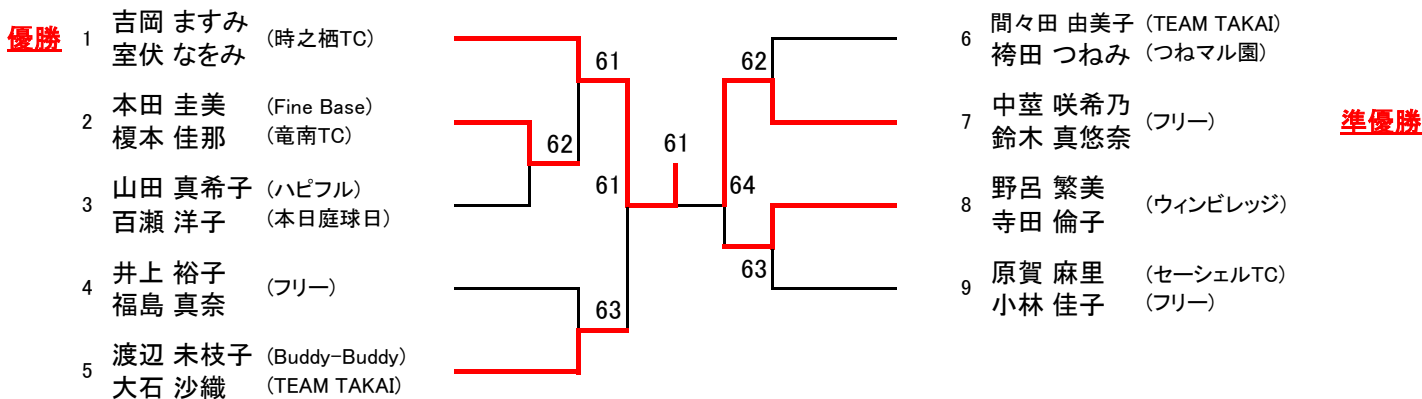 優勝
1
吉岡 ますみ
室伏 なをみ
(時之栖TC)
2
本田 圭美 (Fine Base)
榎本 佳那 (竜南TC)
3
山田 真希子 (ハピフル)
百瀬 洋子 (本日庭球日)
4
井上 裕子
福島 真奈
(フリー)
5
渡辺 未枝子 (Buddy-Buddy)
大石 沙織 (TEAM TAKAI)
61
62
61
63
61
62
64
63
6
間々田 由美子 (TEAM TAKAI)
袴田 つねみ (つねマル園)
7
中莖 咲希乃
鈴木 真悠奈
(フリー)
準優勝
8
野呂 繁美
寺田 倫子
(ウィンビレッジ)
9
原賀 麻里 (セーシェルTC)
小林 佳子 (フリー)